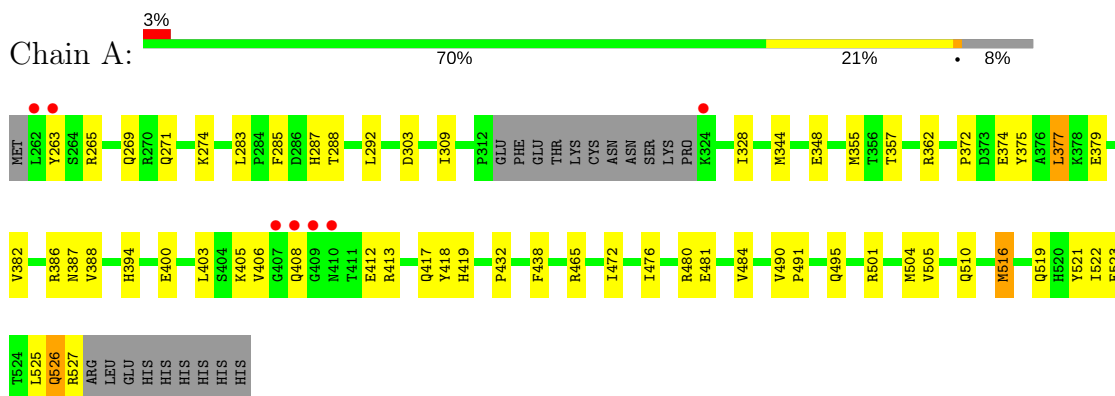 3%
Chain A:
70% 21% • 8%
MET L262 Y263 S264 R265 Q269 R270 Q271 K274 L283 P284 F285 D286 H287 T288 L292 D303 I309 P312 GLU PHE GLU THR LYS CYS ASN ASN SER LYS PRO K324 I328 M344 E348 M355 T356 T357 R362 P372 D373 E374 Y375 A376 L377 K378 E379
V382 R386 N387 V388 H394 E400 L403 S404 K405 V406 G407 Q408 G409 N410 T411 E412 R413 Q417 Y418 H419 P432 F438 R465 I472 I476 R480 E481 V484 V490 P491 Q495 R501 M504 V505 Q510 M516 Q519 H520 Y521 I522
T524 L525 Q526 R527 ARG LEU GLU HIS HIS HIS HIS HIS HIS